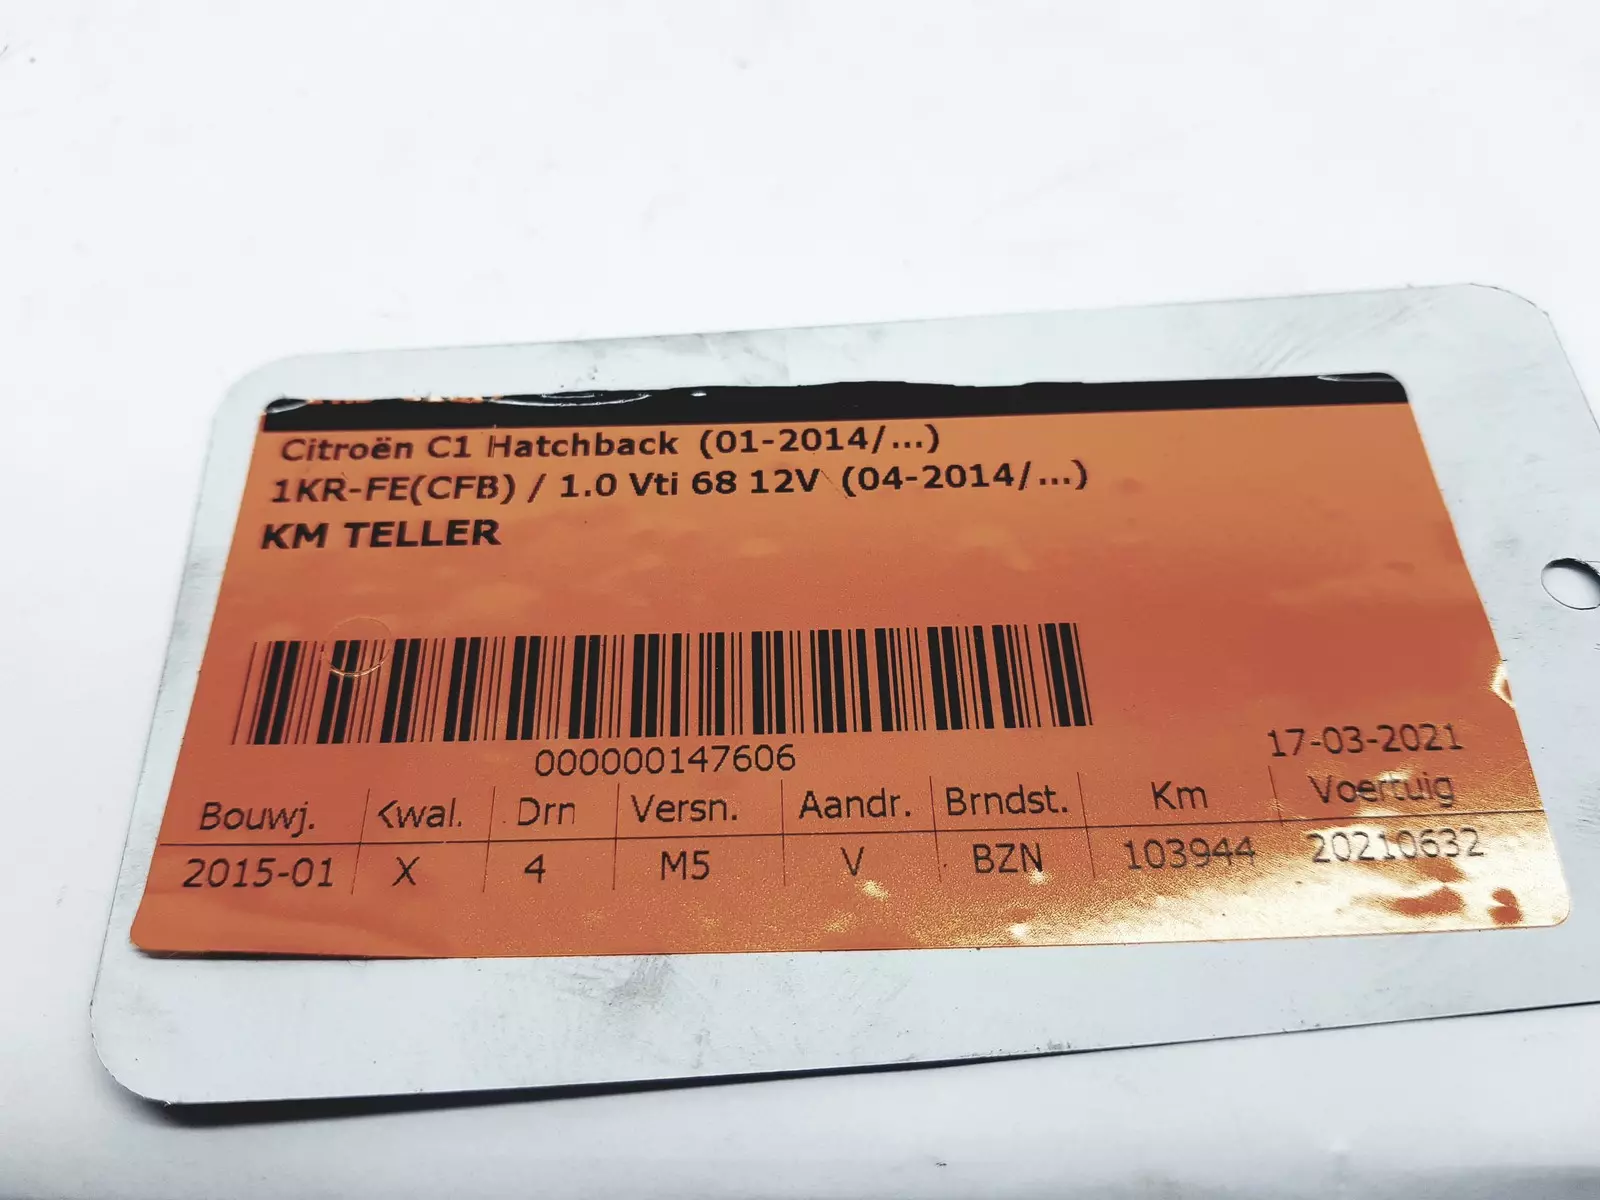 Citroën C1 Hatchback (01-2014/...)
1KR-FE(CFB) / 1.0 Vti 68 12V (04-2014/...)
KM TELLER
000000147606
17-03-2021
Bouwj. Kwal. Drn Versn. Aandr. Brndst. Km Voertuig
2015-01 X 4 M5 V BZN 103944 20210632